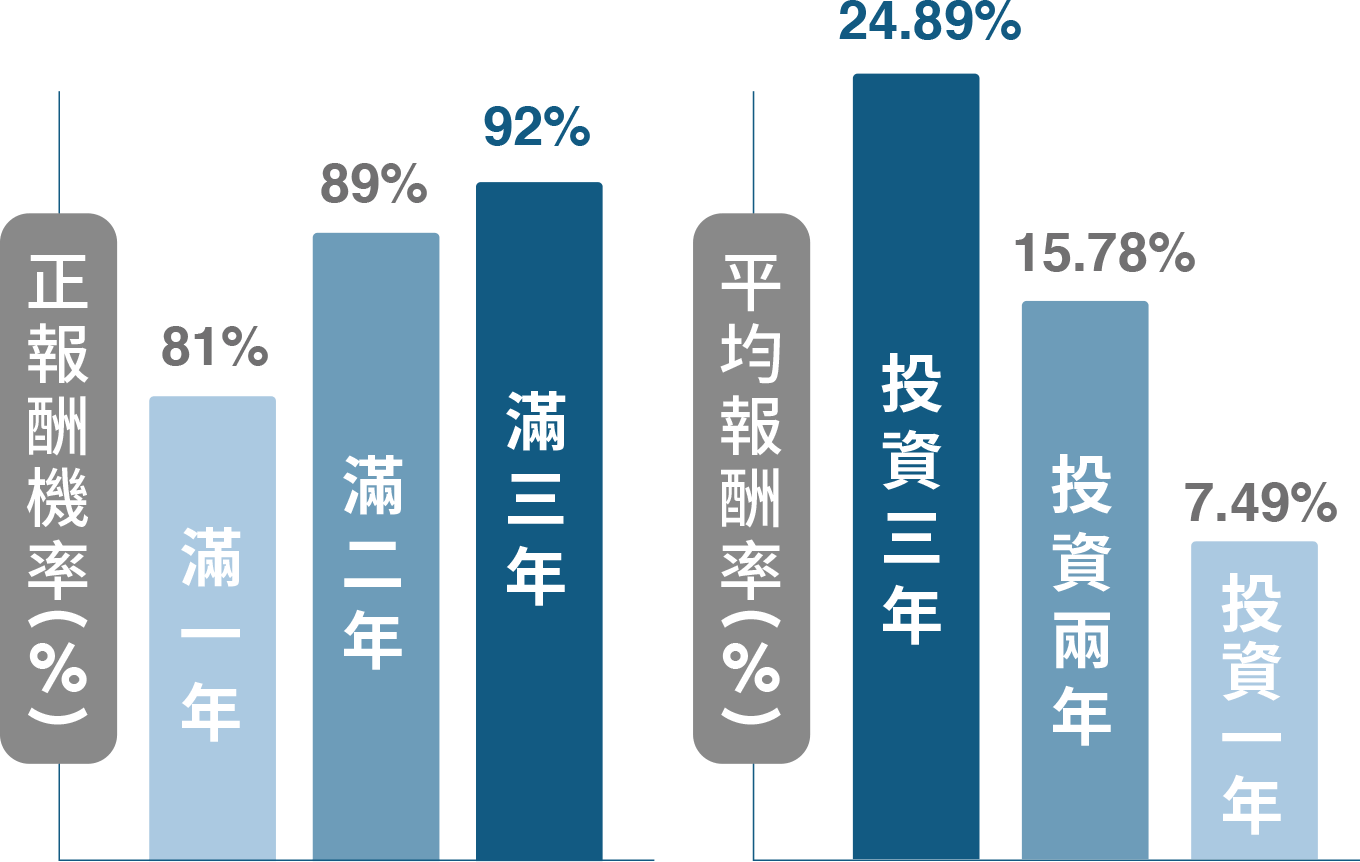 正報酬機率(%)
81%
滿一年
89%
滿二年
92%
滿三年
平均報酬率(%)
24.89%
投資三年
15.78%
投資兩年
7.49%
投資一年